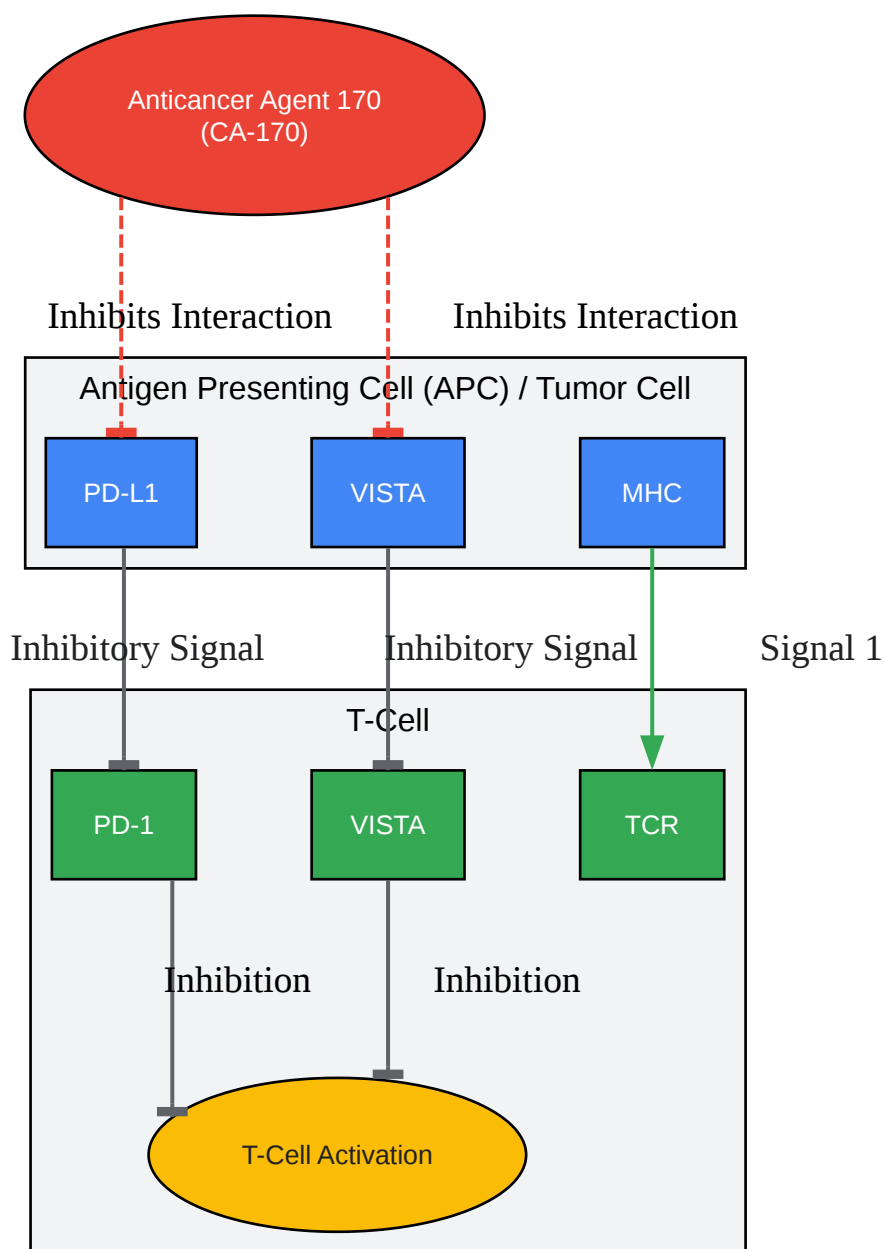 Anticancer Agent 170
(CA-170)
Inhibits Interaction
Inhibits Interaction
Antigen Presenting Cell (APC) / Tumor Cell
PD-L1
VISTA
MHC
Inhibitory Signal
Inhibitory Signal
Signal 1
T-Cell
PD-1
VISTA
TCR
Inhibition
Inhibition
T-Cell Activation